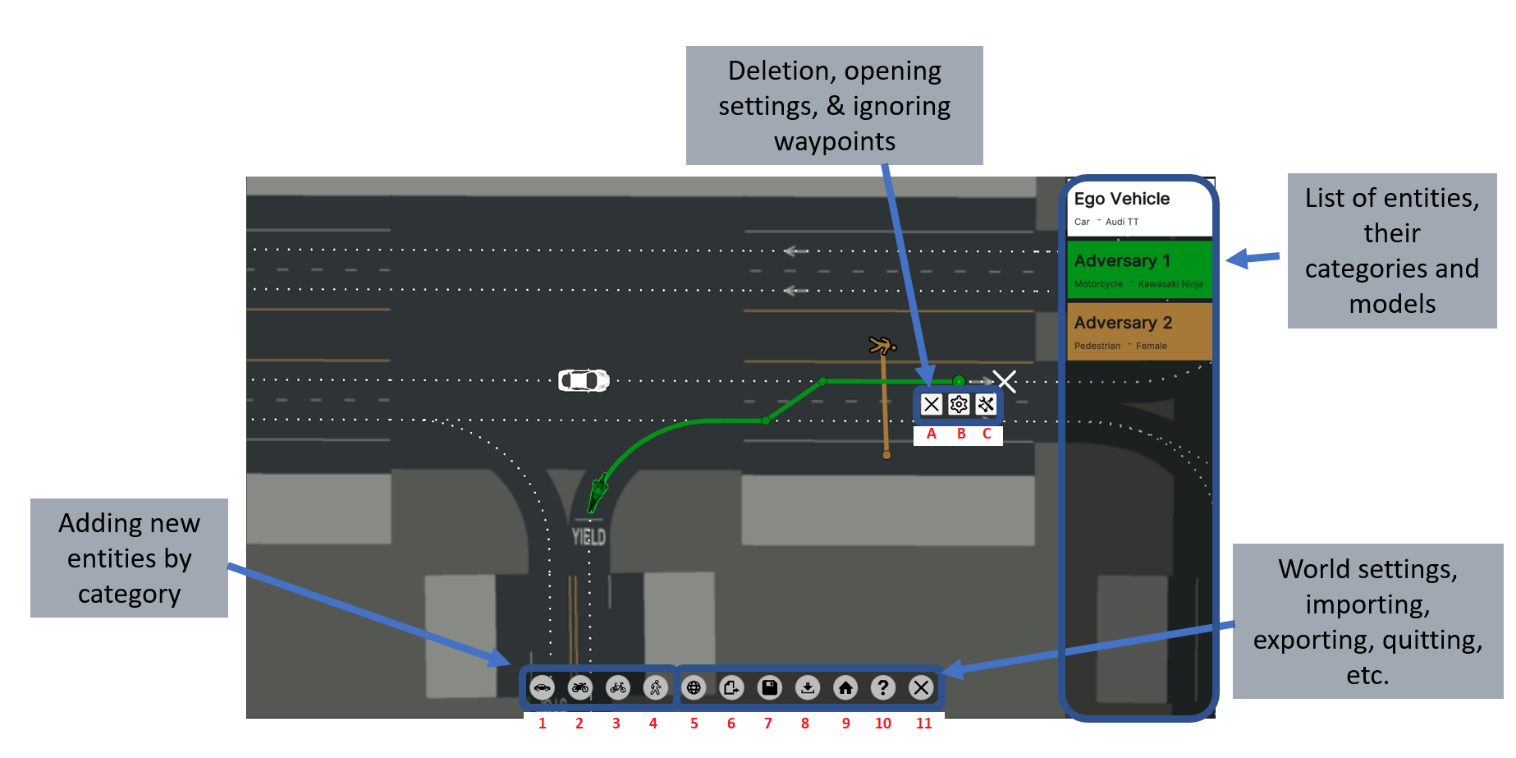 Deletion, opening
settings, & ignoring
waypoints
Ego Vehicle
Car - Audi TT
Adversary 1
Motorcycle - Kawasaki Ninja
Adversary 2
Pedestrian - Female
List of entities,
their
categories and
models
A B C
YIELD
Adding new
entities by
category
World settings,
importing,
exporting, quitting,
etc.
?
1 2 3 4 5 6 7 8 9 10 11